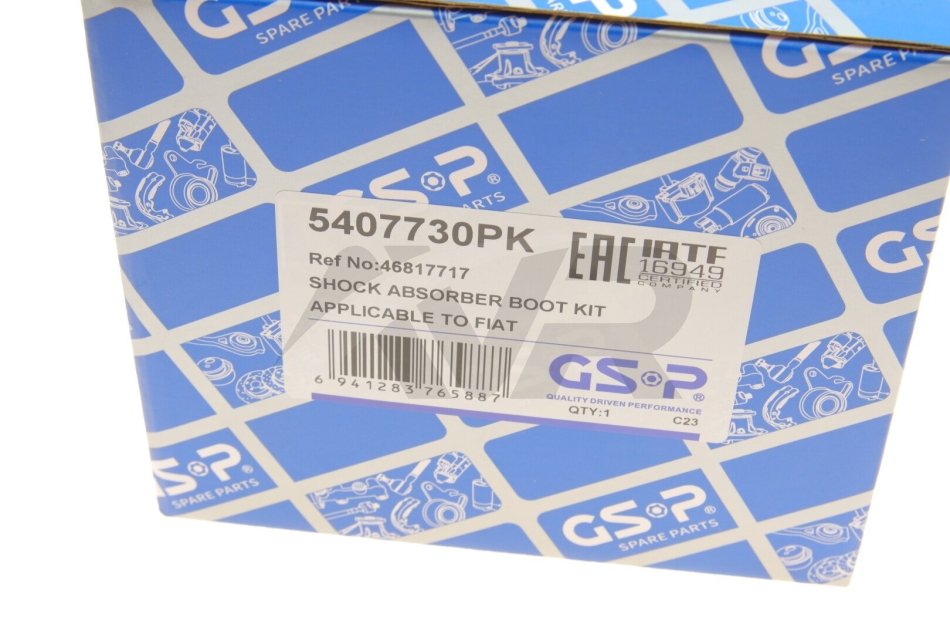 GSP
SPARE PARTS
GSP
SPARE PARTS
GSP®
PARTS
5407730PK
EAC IATF
16949
CERTIFIED
COMPANY
Ref No:46817717
SHOCK ABSORBER BOOT KIT
APPLICABLE TO FIAT
6 941283 765887
GSP®
QUALITY DRIVEN PERFORMANCE
QTY:1
C23
GSP®
SPARE PARTS
GSP®
SPARE PARTS